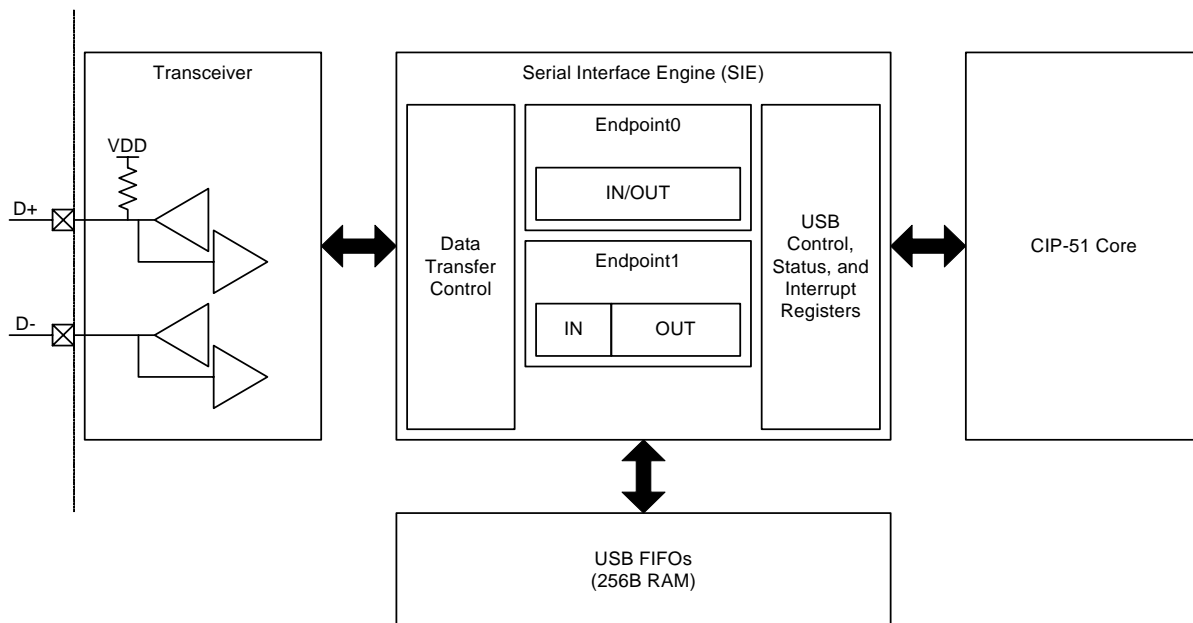 Transceiver
VDD
D+
D-
Serial Interface Engine (SIE)
Data
Transfer
Control
Endpoint0
IN/OUT
Endpoint1
IN
OUT
USB
Control,
Status, and
Interrupt
Registers
CIP-51 Core
USB FIFOs
(256B RAM)